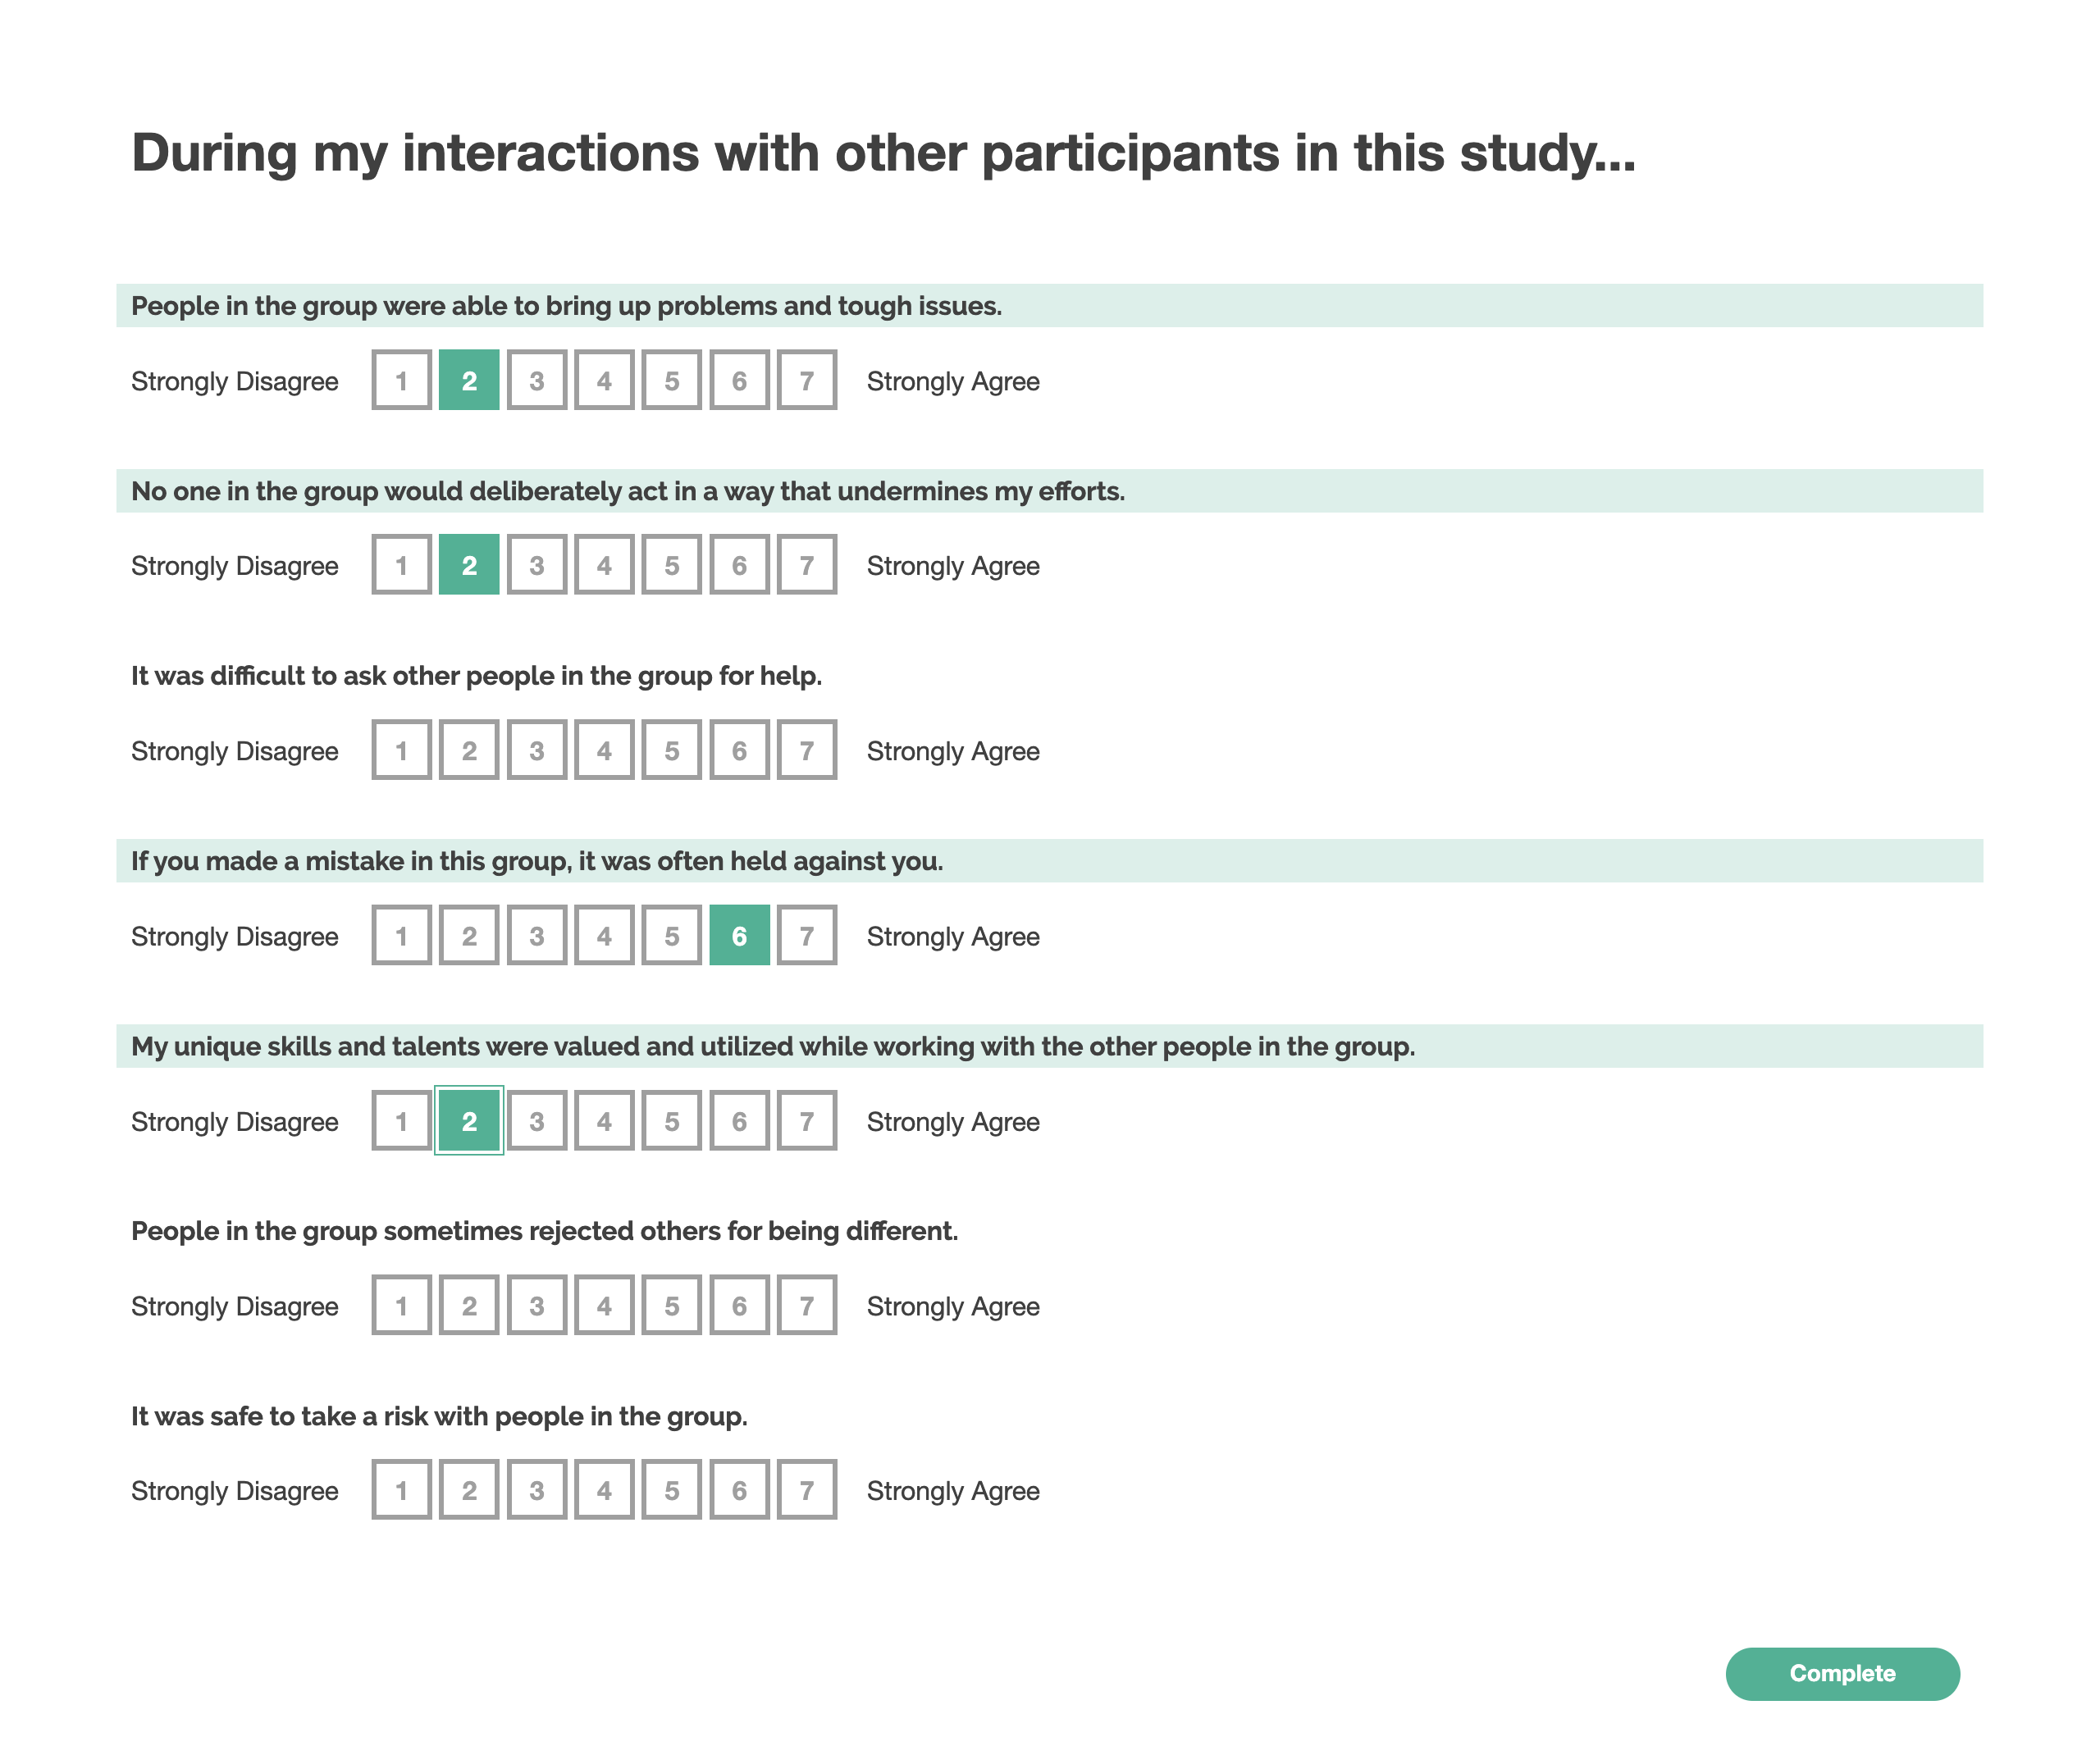 During my interactions with other participants in this study...
People in the group were able to bring up problems and tough issues.
Strongly Disagree 1 2 3 4 5 6 7 Strongly Agree
No one in the group would deliberately act in a way that undermines my efforts.
Strongly Disagree 1 2 3 4 5 6 7 Strongly Agree
It was difficult to ask other people in the group for help.
Strongly Disagree 1 2 3 4 5 6 7 Strongly Agree
If you made a mistake in this group, it was often held against you.
Strongly Disagree 1 2 3 4 5 6 7 Strongly Agree
My unique skills and talents were valued and utilized while working with the other people in the group.
Strongly Disagree 1 2 3 4 5 6 7 Strongly Agree
People in the group sometimes rejected others for being different.
Strongly Disagree 1 2 3 4 5 6 7 Strongly Agree
It was safe to take a risk with people in the group.
Strongly Disagree 1 2 3 4 5 6 7 Strongly Agree
Complete